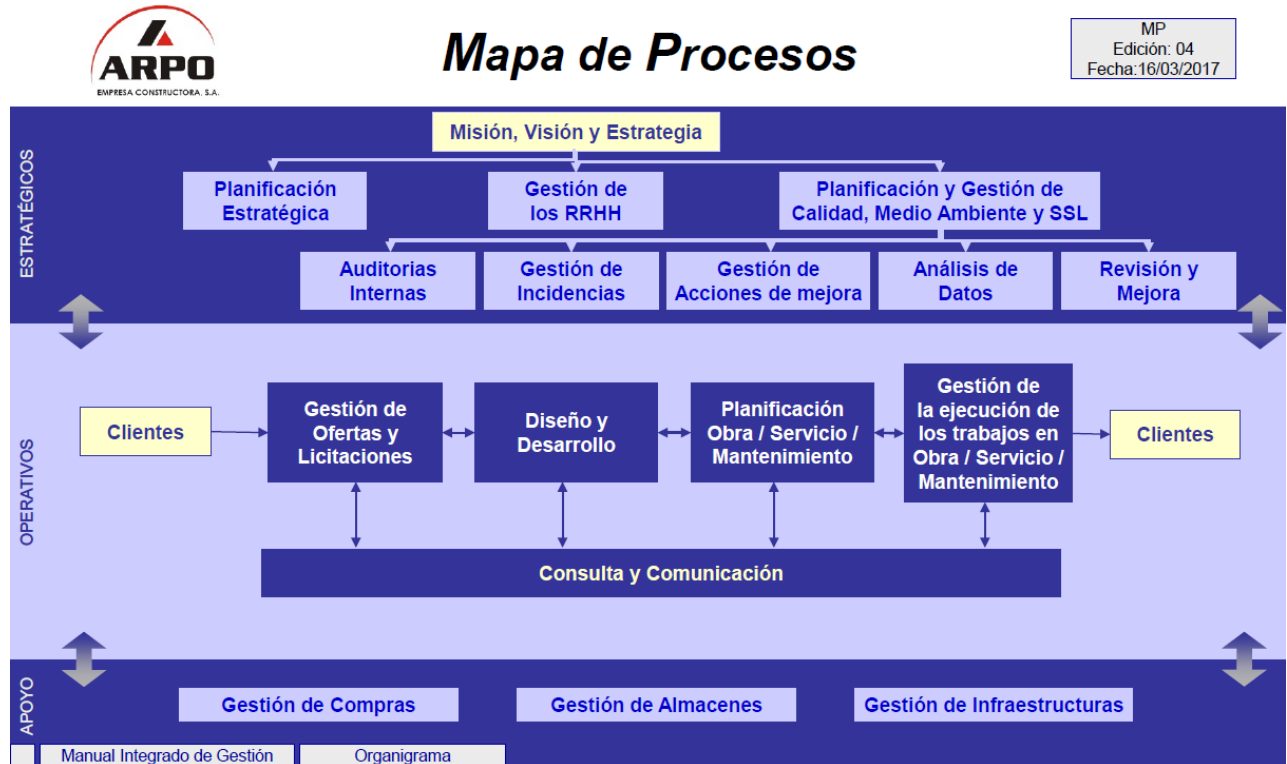 ARPO
EMPRESA CONSTRUCTORA, S.A.
Mapa de Procesos
MP
Edición: 04
Fecha:16/03/2017
ESTRATÉGICOS
Misión, Visión y Estrategia
Planificación
Estratégica
Gestión de
los RRHH
Planificación y Gestión de
Calidad, Medio Ambiente y SSL
Auditorias
Internas
Gestión de
Incidencias
Gestión de
Acciones de mejora
Análisis de
Datos
Revisión y
Mejora
OPERATIVOS
Clientes
Gestión de
Ofertas y
Licitaciones
Diseño y
Desarrollo
Planificación
Obra / Servicio /
Mantenimiento
Gestión de
la ejecución de
los trabajos en
Obra / Servicio /
Mantenimiento
Clientes
Consulta y Comunicación
APOYO
Gestión de Compras
Gestión de Almacenes
Gestión de Infraestructuras
Manual Integrado de Gestión
Organigrama